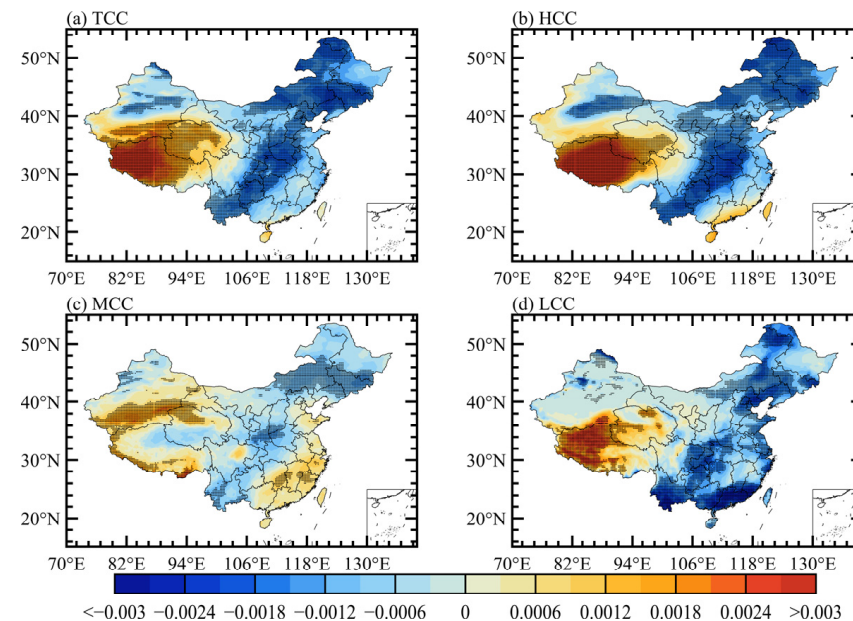 (a) TCC
(b) HCC
50°N
40°N
30°N
20°N
70°E 82°E 94°E 106°E 118°E 130°E
50°N
40°N
30°N
20°N
70°E 82°E 94°E 106°E 118°E 130°E
(c) MCC
(d) LCC
50°N
40°N
30°N
20°N
70°E 82°E 94°E 106°E 118°E 130°E
50°N
40°N
30°N
20°N
70°E 82°E 94°E 106°E 118°E 130°E
<−0.003 −0.0024 −0.0018 −0.0012 −0.0006 0 0.0006 0.0012 0.0018 0.0024 >0.003